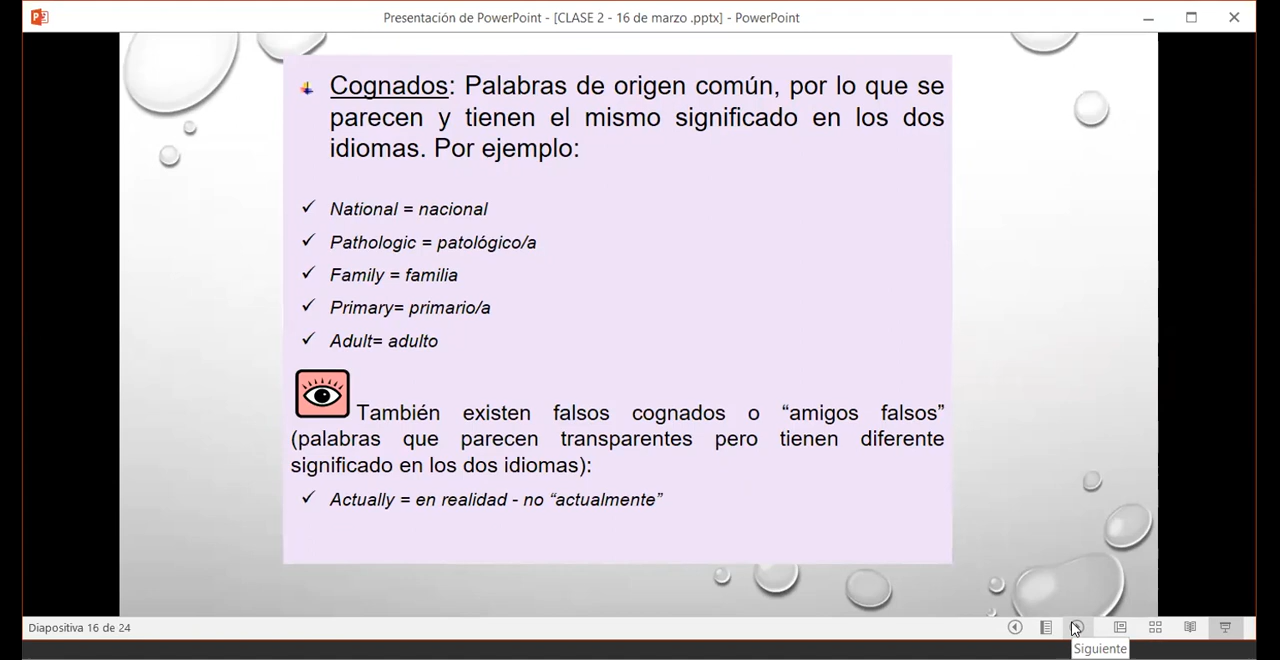 Presentación de PowerPoint - [CLASE 2 - 16 de marzo .pptx] - PowerPoint
Cognados: Palabras de origen común, por lo que se
parecen y tienen el mismo significado en los dos
idiomas. Por ejemplo:
National = nacional
Pathologic = patológico/a
Family = familia
Primary= primario/a
Adult= adulto
También existen falsos cognados o “amigos falsos”
(palabras que parecen transparentes pero tienen diferente
significado en los dos idiomas):
Actually = en realidad - no “actualmente”
Diapositiva 16 de 24
Siguiente